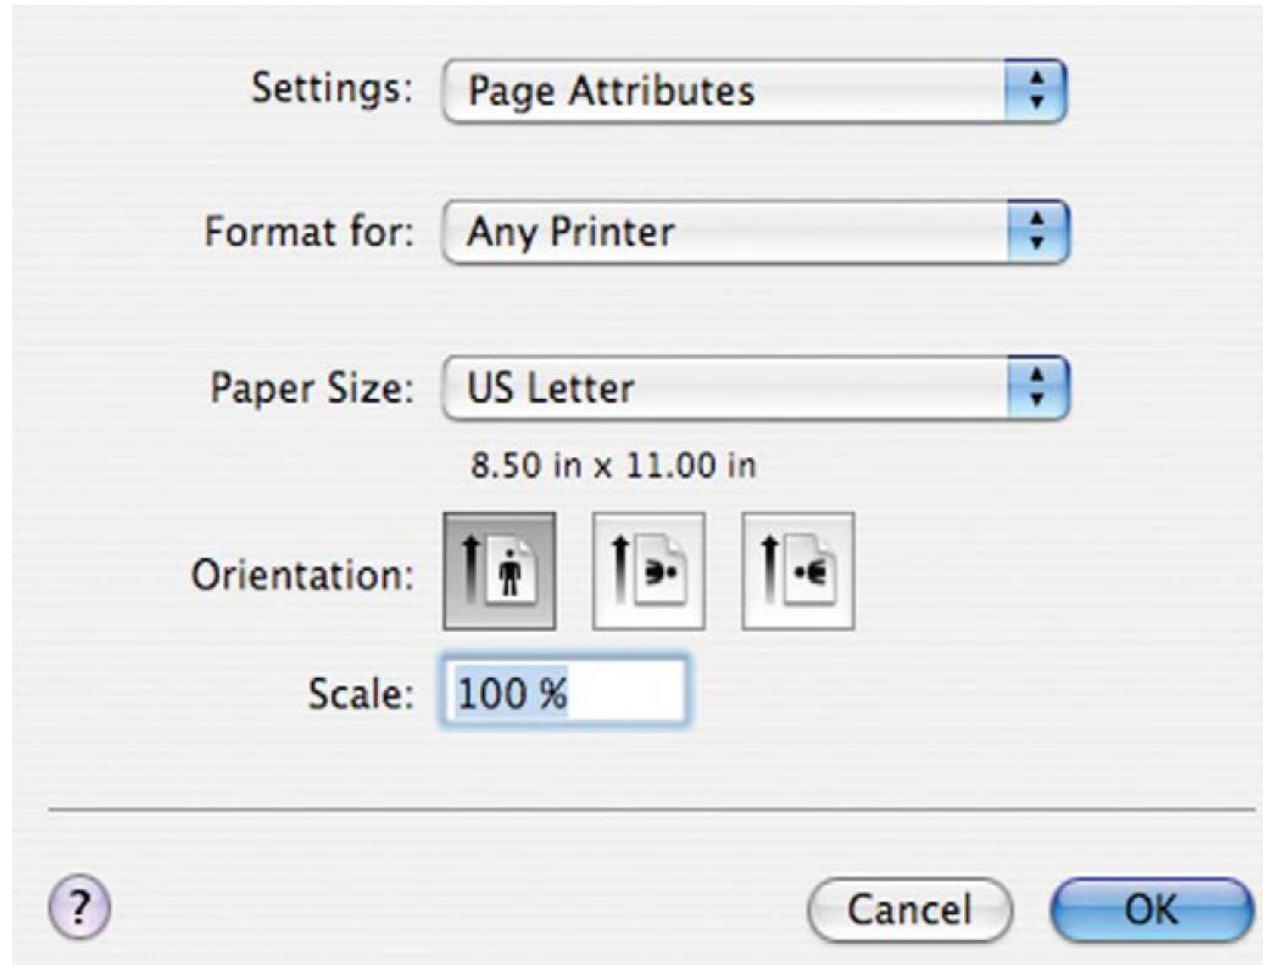 Settings: Page Attributes
Format for: Any Printer
Paper Size: US Letter
8.50 in x 11.00 in
Orientation:
Scale: 100 %
? Cancel OK